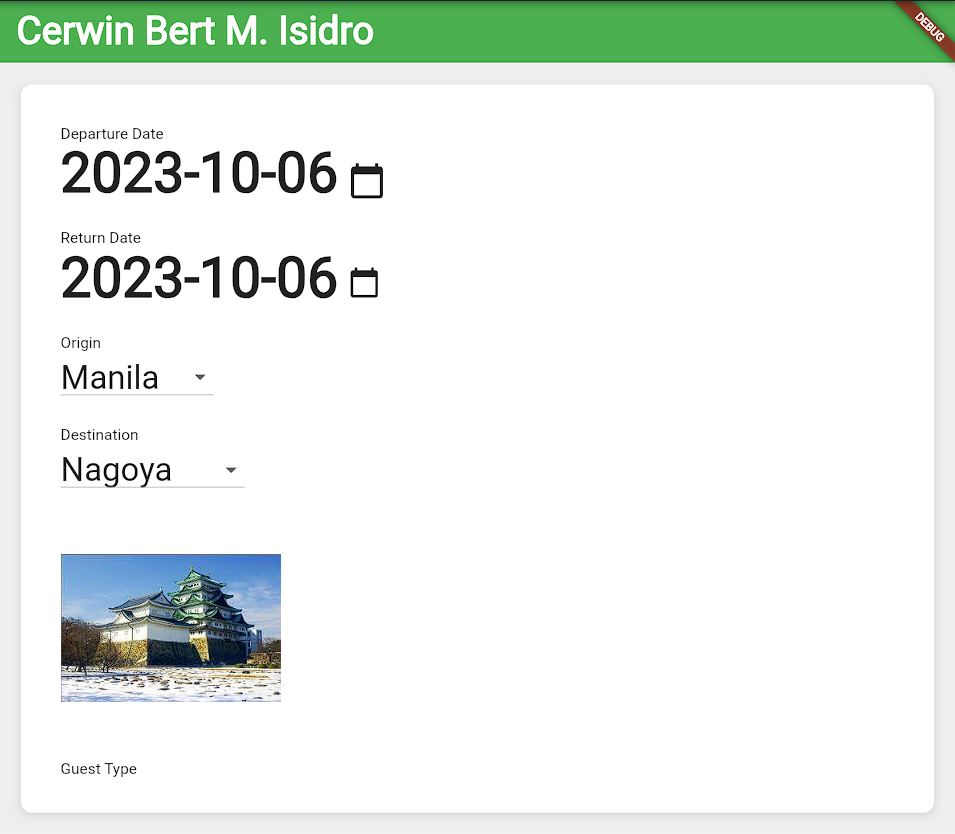 Cerwin Bert M. Isidro
DEBUG
Departure Date
2023-10-06
Return Date
2023-10-06
Origin
Manila
Destination
Nagoya
Guest Type